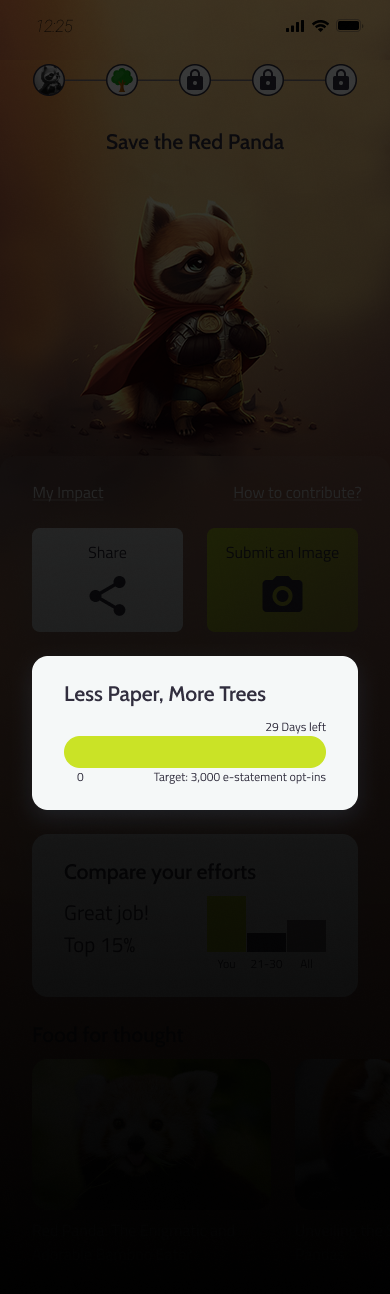 12:25
Save the Red Panda
My Impact
How to contribute?
Share
Submit an Image
Less Paper, More Trees
29 Days left
0
Target: 3,000 e-statement opt-ins
Compare your efforts
Great job!
Top 15%
You
21-30
All
Food for thought